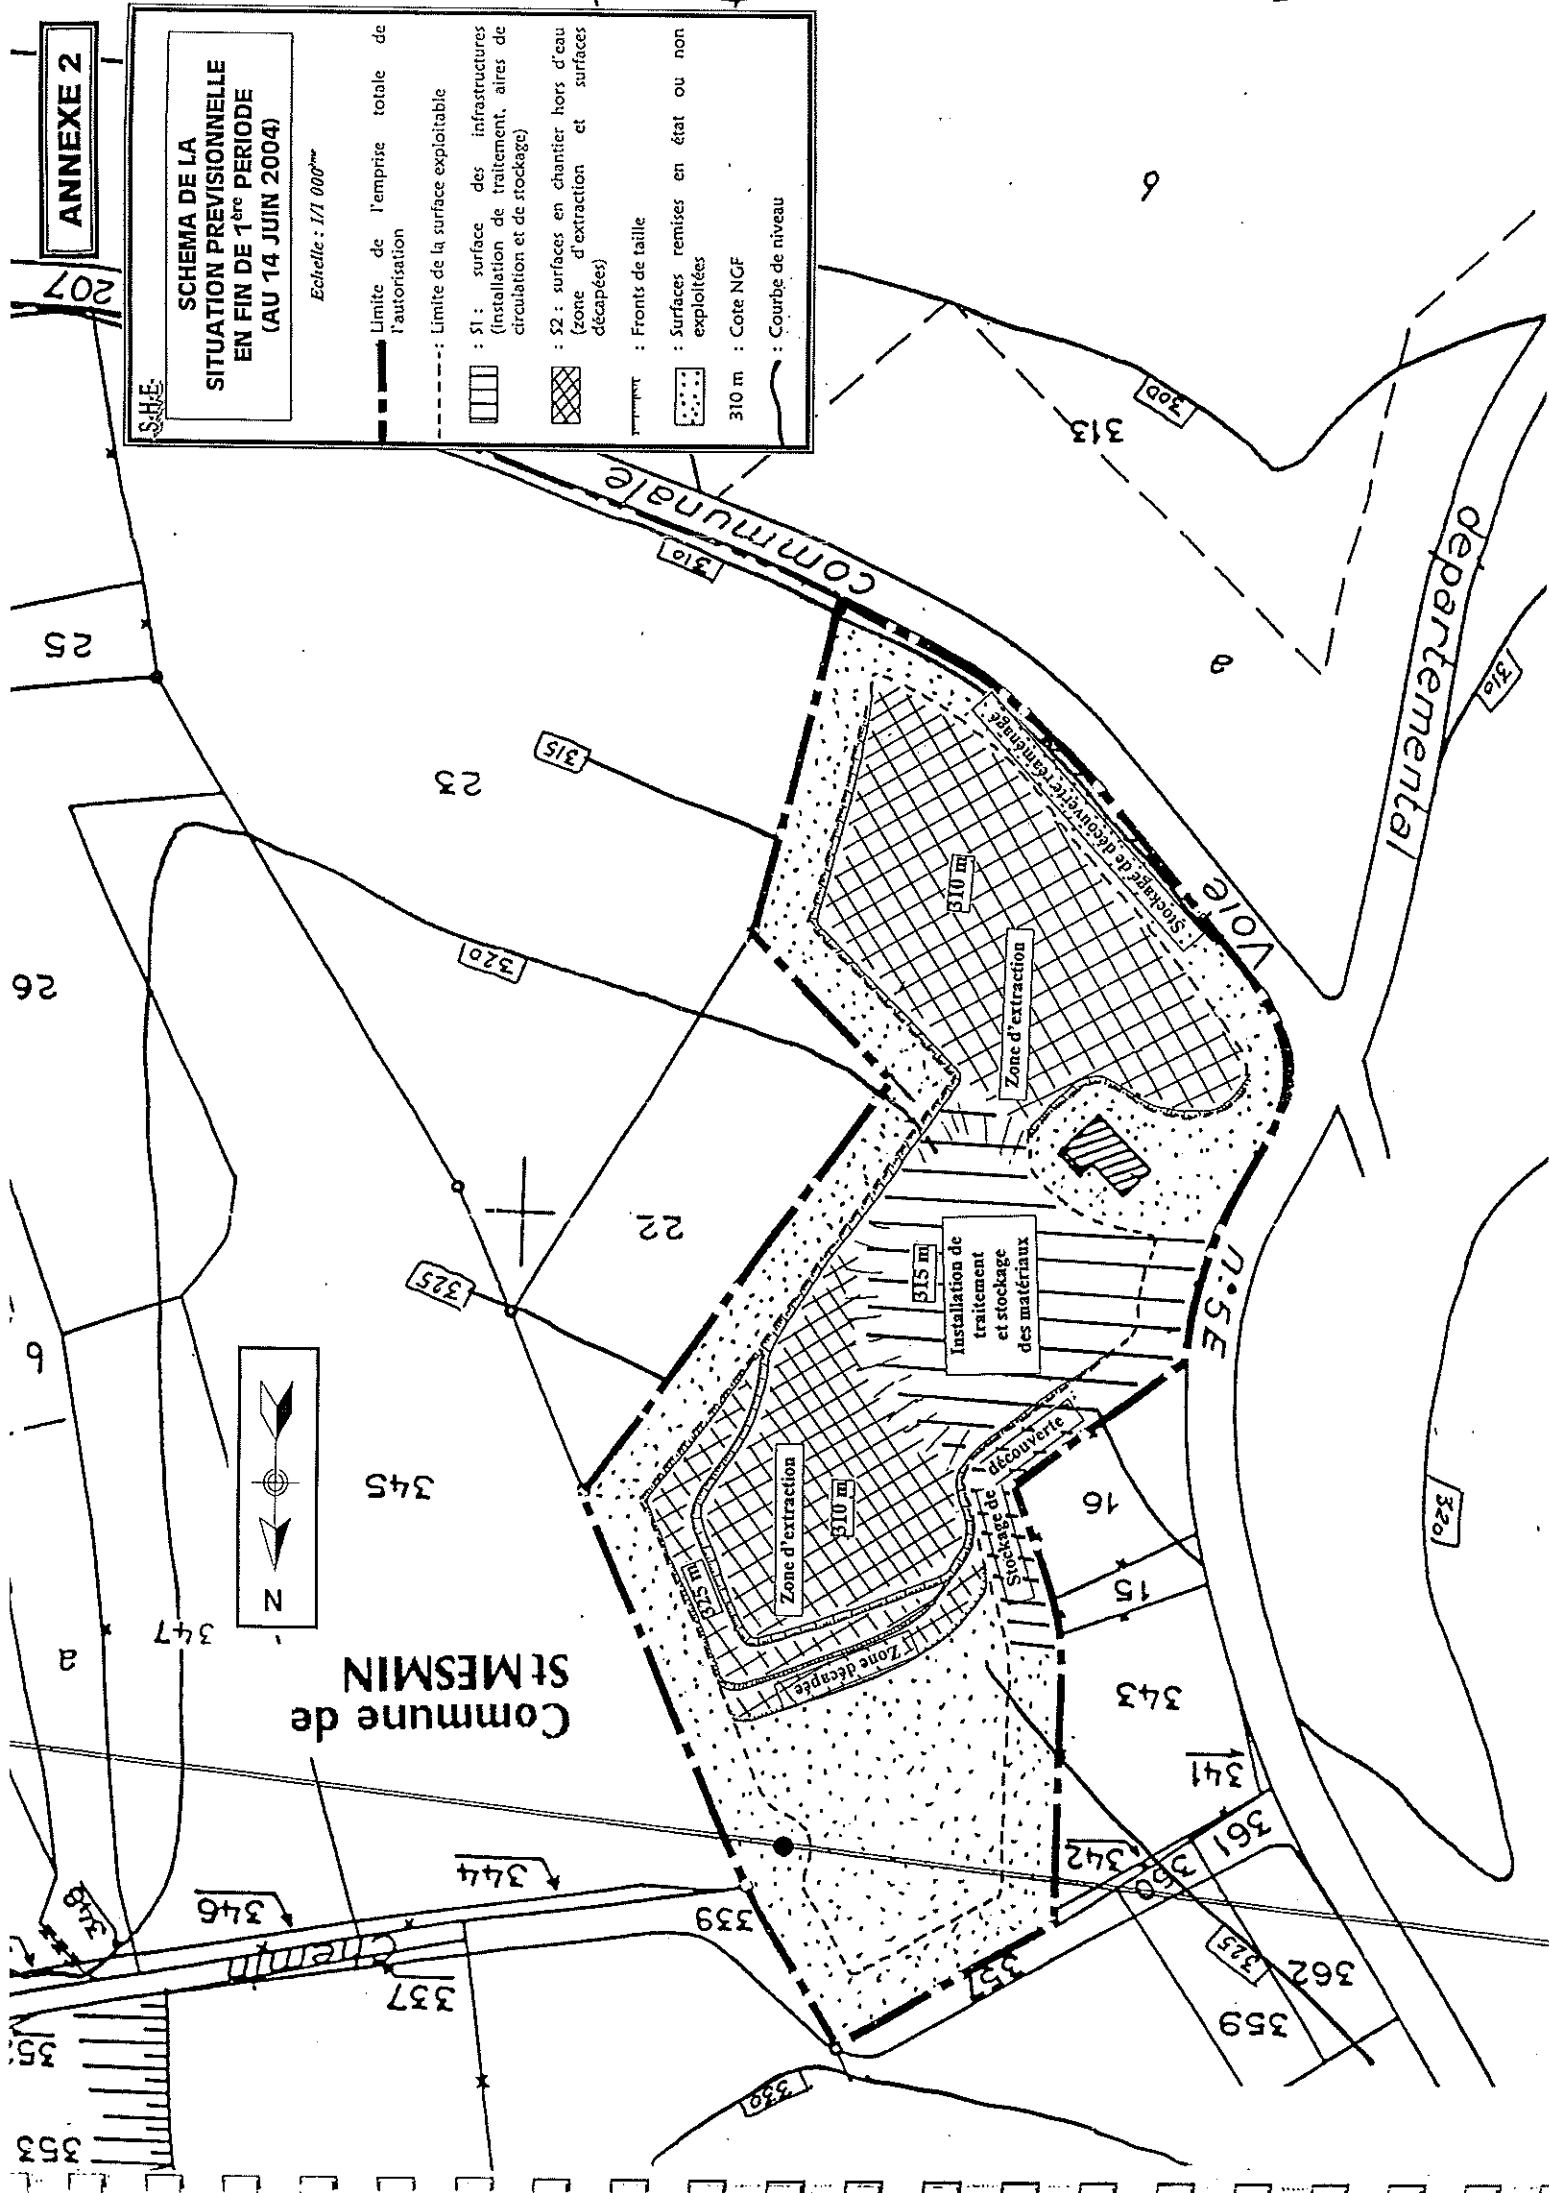 ANNEXE 2
S.H.E.
SCHEMA DE LA
SITUATION PREVISIONNELLE
EN FIN DE 1ère PERIODE
(AU 14 JUIN 2004)
Echelle : 1/1 000ème
Limite de l'emprise totale de
l'autorisation
: Limite de la surface exploitable
: S1 : surface des infrastructures
(installation de traitement, aires de
circulation et de stockage)
: S2 : surfaces en chantier hors d'eau
(zone d'extraction et surfaces
décapées)
: Fronts de taille
: Surfaces remises en état ou non
exploitées
310 m : Cote NGF
: Courbe de niveau
207
25
26
23
22
315
320
325
310
communale
Voie
n°5E
départemental
313
300
310
320
b
a
Stockage de découverte réaménagé
310 m
Zone d'extraction
315 m
Installation de
traitement
et stockage
des matériaux
Zone d'extraction
310 m
325 m
Zone décapée
Stockage de
découverte
16
15
343
341
342
360
361
362
359
325
357
339
330
344
346
348
337
Chemin
353
345
347
N
Commune de
St MESMIN
b
a